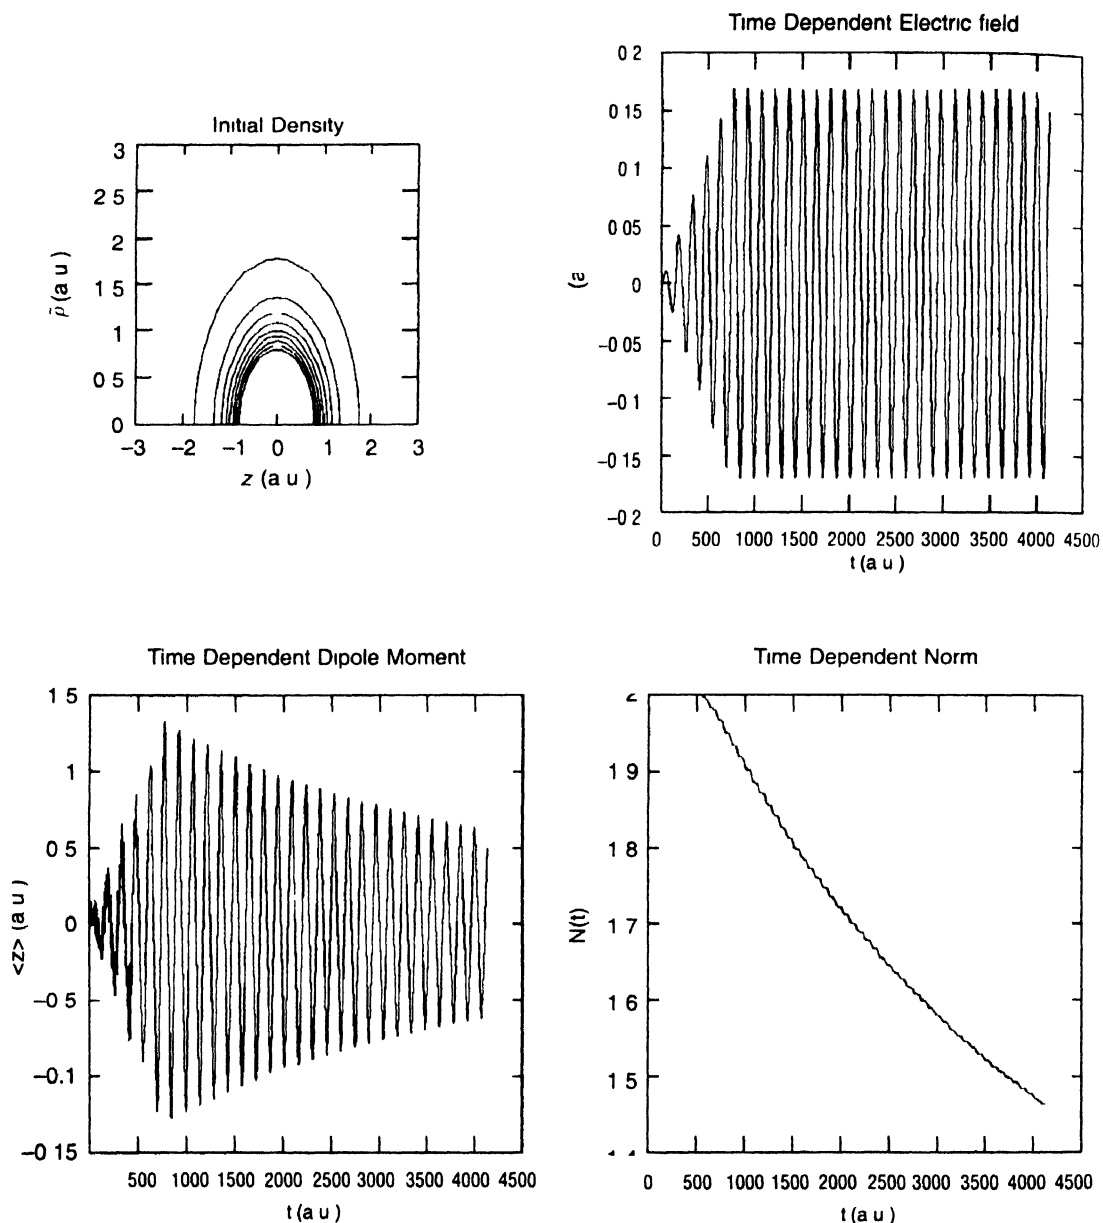 Time Dependent Electric field
0 2
0 15
0 1
0 05
0
-0 05
-0 1
-0 15
-0 2
(a
0 500 1000 1500 2000 2500 3000 3500 4000 4500
t (a u )
Initial Density
3
2 5
2
1 5
1
0 5
0
ρ̃ (a u )
-3 -2 -1 0 1 2 3
z (a u )
Time Dependent Dipole Moment
1 5
1
0 5
0
-0 5
-0.1
-0 15
<z> (a u )
500 1000 1500 2000 2500 3000 3500 4000 4500
t (a u )
Time Dependent Norm
1 9
1 8
1 7
1 6
1 5
N(t)
0 500 1000 1500 2000 2500 3000 3500 4000 4500
t (a u )